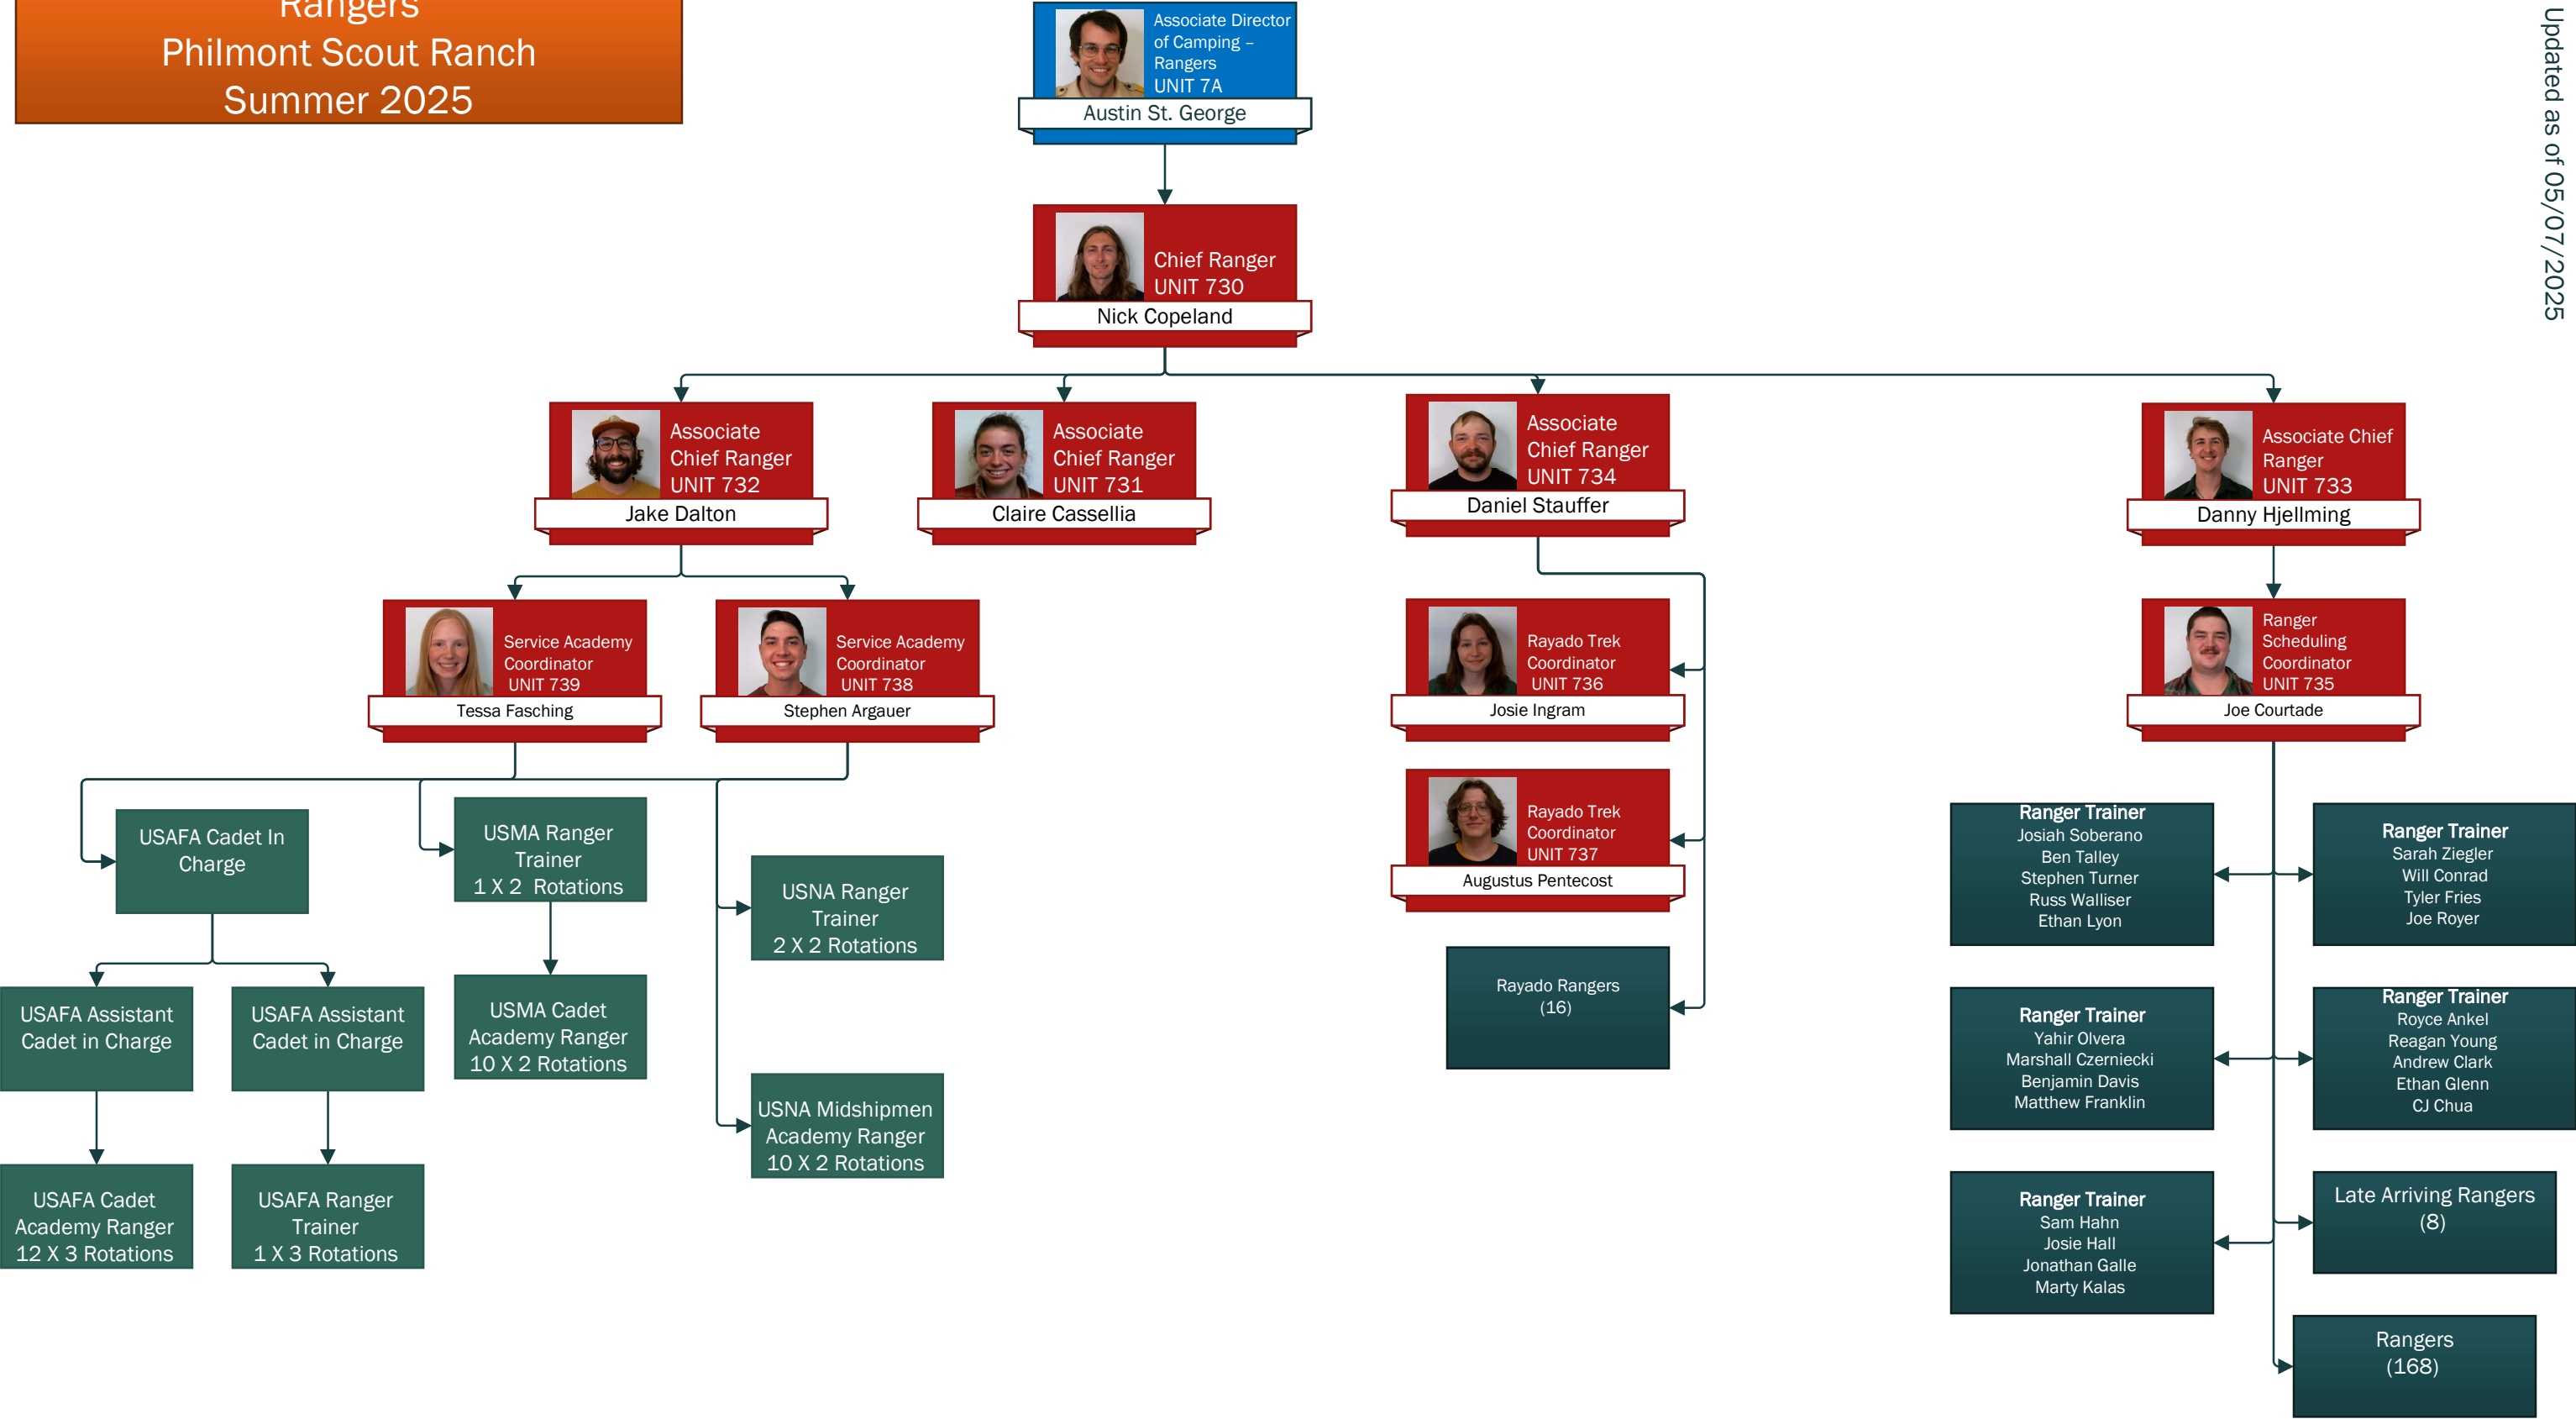 Rangers
Philmont Scout Ranch
Summer 2025
Updated as of 05/07/2025
Associate Director
of Camping –
Rangers
UNIT 7A
Austin St. George
Chief Ranger
UNIT 730
Nick Copeland
Associate
Chief Ranger
UNIT 732
Jake Dalton
Associate
Chief Ranger
UNIT 731
Claire Cassellia
Associate
Chief Ranger
UNIT 734
Daniel Stauffer
Associate Chief
Ranger
UNIT 733
Danny Hjellming
Service Academy
Coordinator
UNIT 739
Tessa Fasching
Service Academy
Coordinator
UNIT 738
Stephen Argauer
Rayado Trek
Coordinator
UNIT 736
Josie Ingram
Ranger
Scheduling
Coordinator
UNIT 735
Joe Courtade
Rayado Trek
Coordinator
UNIT 737
Augustus Pentecost
Rayado Rangers
(16)
USAFA Cadet In
Charge
USMA Ranger
Trainer
1 X 2 Rotations
USNA Ranger
Trainer
2 X 2 Rotations
USAFA Assistant
Cadet in Charge
USAFA Assistant
Cadet in Charge
USMA Cadet
Academy Ranger
10 X 2 Rotations
USNA Midshipmen
Academy Ranger
10 X 2 Rotations
USAFA Cadet
Academy Ranger
12 X 3 Rotations
USAFA Ranger
Trainer
1 X 3 Rotations
Ranger Trainer
Josiah Soberano
Ben Talley
Stephen Turner
Russ Walliser
Ethan Lyon
Ranger Trainer
Sarah Ziegler
Will Conrad
Tyler Fries
Joe Royer
Ranger Trainer
Yahir Olvera
Marshall Czerniecki
Benjamin Davis
Matthew Franklin
Ranger Trainer
Royce Ankel
Reagan Young
Andrew Clark
Ethan Glenn
CJ Chua
Ranger Trainer
Sam Hahn
Josie Hall
Jonathan Galle
Marty Kalas
Late Arriving Rangers
(8)
Rangers
(168)